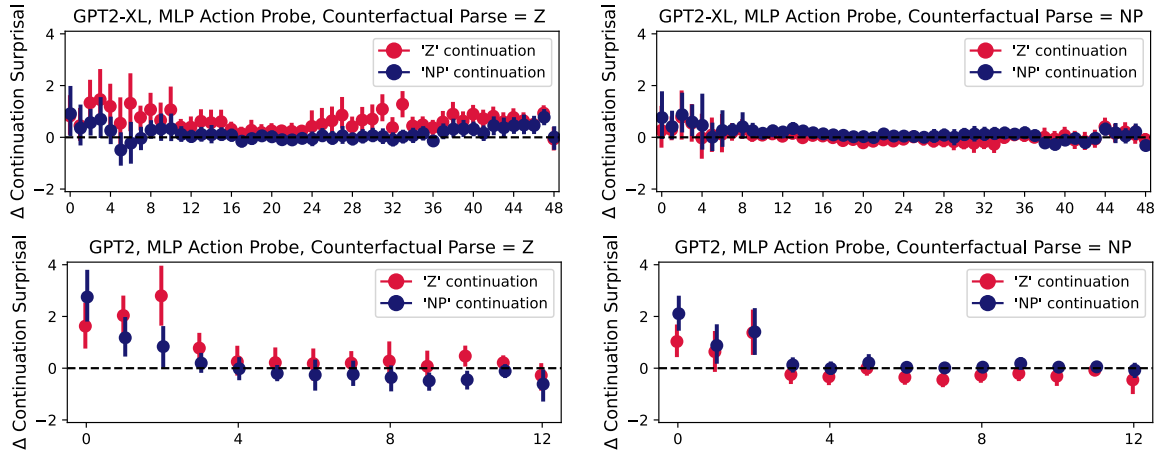 GPT2-XL, MLP Action Probe, Counterfactual Parse = Z
Δ Continuation Surprisal
4
2
0
−2
'Z' continuation
'NP' continuation
0 4 8 12 16 20 24 28 32 36 40 44 48
GPT2-XL, MLP Action Probe, Counterfactual Parse = NP
Δ Continuation Surprisal
4
2
0
−2
'Z' continuation
'NP' continuation
0 4 8 12 16 20 24 28 32 36 40 44 48
GPT2, MLP Action Probe, Counterfactual Parse = Z
Δ Continuation Surprisal
4
2
0
−2
'Z' continuation
'NP' continuation
0 4 8 12
GPT2, MLP Action Probe, Counterfactual Parse = NP
Δ Continuation Surprisal
4
2
0
−2
'Z' continuation
'NP' continuation
0 4 8 12